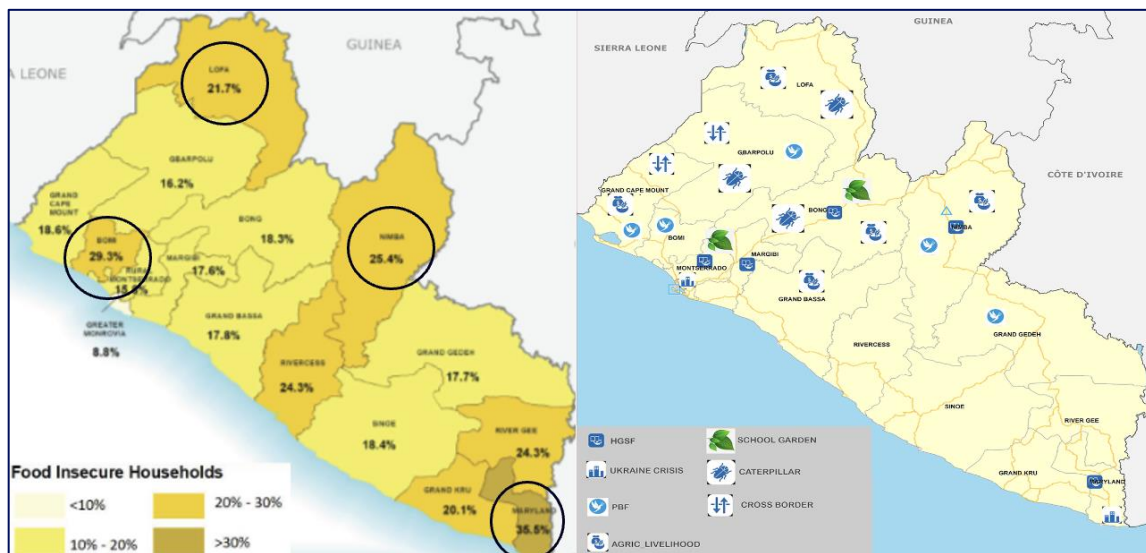 GUINEA
A LEONE
LOFA
21.7%
GBARPOLU
16.2%
GRAND
CAPE
MOUNT
18.6%
BONG
18.3%
NIMBA
25.4%
BOMI
29.3%
MARGIBI
17.6%
RURAL
MONTSERRADO
GREATER
MONROVIA
8.8%
GRAND BASSA
17.8%
RIVERCESS
24.3%
GRAND GEDEH
17.7%
SINOE
18.4%
RIVER GEE
24.3%
GRAND KRU
20.1%
MARYLAND
35.5%
Food Insecure Households
<10%
20% - 30%
10% - 20%
>30%
GUINEA
SIERRA LEONE
CÔTE D'IVOIRE
LOFA
GBARPOLU
GRAND CAPE MOUNT
BONG
NIMBA
BOMI
MONTSERRADO
MARGIBI
GRAND BASSA
GRAND GEDEH
RIVERCESS
SINOE
RIVER GEE
GRAND KRU
MARYLAND
HGSF
SCHOOL GARDEN
UKRAINE CRISIS
CATERPILLAR
PBF
CROSS BORDER
AGRIC_LIVELIHOOD